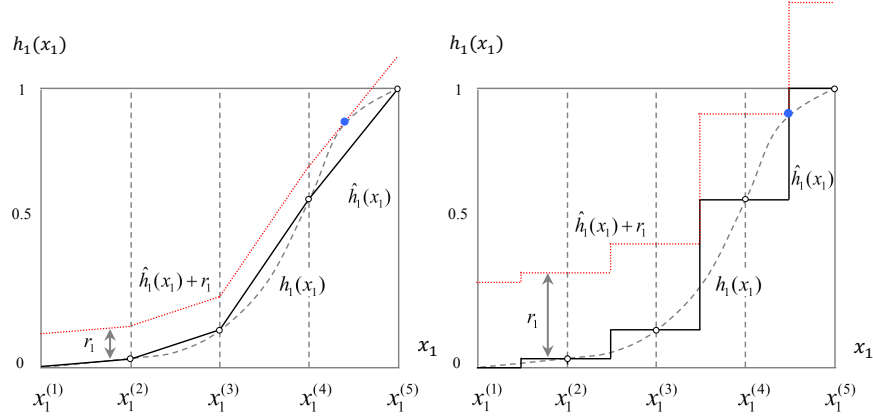 h₁(x₁)
1
ĥ₁(x₁)
0.5
ĥ₁(x₁) + r₁
h₁(x₁)
r₁
0
x₁
x₁⁽¹⁾ x₁⁽²⁾ x₁⁽³⁾ x₁⁽⁴⁾ x₁⁽⁵⁾
h₁(x₁)
1
ĥ₁(x₁)
0.5
ĥ₁(x₁) + r₁
h₁(x₁)
r₁
0
x₁
x₁⁽¹⁾ x₁⁽²⁾ x₁⁽³⁾ x₁⁽⁴⁾ x₁⁽⁵⁾